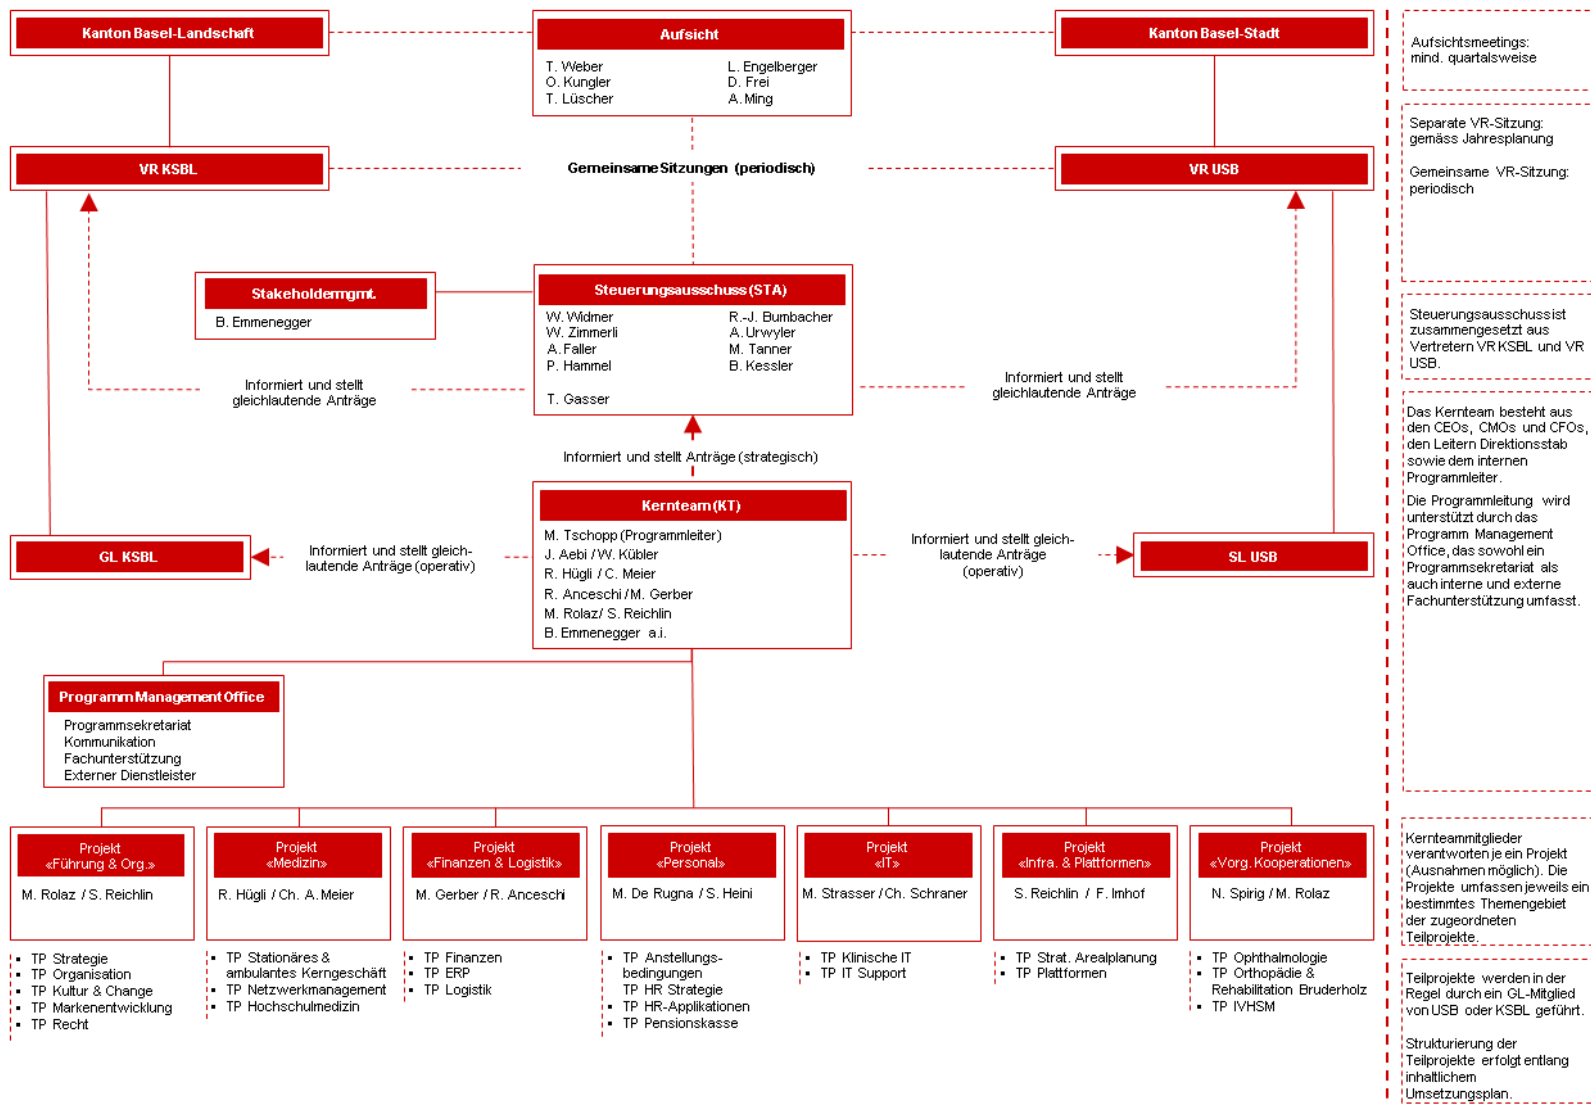 Kanton Basel-Landschaft
Aufsicht
Kanton Basel-Stadt
T. Weber
O. Kungler
T. Lüscher
L. Engelberger
D. Frei
A. Ming
Aufsichtsmeetings:
mind. quartalsweise
VR KSBL
Gemeinsame Sitzungen (periodisch)
VR USB
Separate VR-Sitzung:
gemäss Jahresplanung
Gemeinsame VR-Sitzung:
periodisch
Stakeholdermgmt.
B. Emmenegger
Steuerungsausschuss (STA)
W. Widmer
W. Zimmerli
A. Faller
P. Hammel
T. Gasser
R.-J. Bumbacher
A. Urwyler
M. Tanner
B. Kessler
Steuerungsausschuss ist
zusammengesetzt aus
Vertretern VR KSBL und VR
USB.
Informiert und stellt
gleichlautende Anträge
Informiert und stellt
gleichlautende Anträge
Informiert und stellt Anträge (strategisch)
Kernteam (KT)
M. Tschopp (Programmleiter)
J. Aebi / W. Kübler
R. Hügli / C. Meier
R. Anceschi / M. Gerber
M. Rolaz / S. Reichlin
B. Emmenegger a.i.
GL KSBL
Informiert und stellt gleich-
lautende Anträge (operativ)
Informiert und stellt gleich-
lautende Anträge
(operativ)
SL USB
Das Kernteam besteht aus
den CEOs, CMOs und CFOs,
den Leitern Direktionsstab
sowie dem internen
Programmleiter.
Die Programmleitung wird
unterstützt durch das
Programm Management
Office, das sowohl ein
Programmsekretariat als
auch interne und externe
Fachunterstützung umfasst.
Programm Management Office
Programmsekretariat
Kommunikation
Fachunterstützung
Externer Dienstleister
Projekt
«Führung & Org.»
M. Rolaz / S. Reichlin
▪ TP Strategie
▪ TP Organisation
▪ TP Kultur & Change
▪ TP Markenentwicklung
▪ TP Recht
Projekt
«Medizin»
R. Hügli / Ch. A. Meier
▪ TP Stationäres &
ambulantes Kerngeschäft
▪ TP Netzwerkmanagement
▪ TP Hochschulmedizin
Projekt
«Finanzen & Logistik»
M. Gerber / R. Anceschi
▪ TP Finanzen
▪ TP ERP
▪ TP Logistik
Projekt
«Personal»
M. De Rugna / S. Heini
▪ TP Anstellungs-
bedingungen
▪ TP HR Strategie
▪ TP HR-Applikationen
▪ TP Pensionskasse
Projekt
«IT»
M. Strasser / Ch. Schraner
▪ TP Klinische IT
▪ TP IT Support
Projekt
«Infra. & Plattformen»
S. Reichlin / F. Imhof
▪ TP Strat. Arealplanung
▪ TP Plattformen
Projekt
«Vorg. Kooperationen»
N. Spirig / M. Rolaz
▪ TP Ophthalmologie
▪ TP Orthopädie &
Rehabilitation Bruderholz
▪ TP IVHSM
Kernteammitglieder
verantworten je ein Projekt
(Ausnahmen möglich). Die
Projekte umfassen jeweils ein
bestimmtes Themengebiet
der zugeordneten
Teilprojekte.
Teilprojekte werden in der
Regel durch ein GL-Mitglied
von USB oder KSBL geführt.
Strukturierung der
Teilprojekte erfolgt entlang
inhaltlichem
Umsetzungsplan.